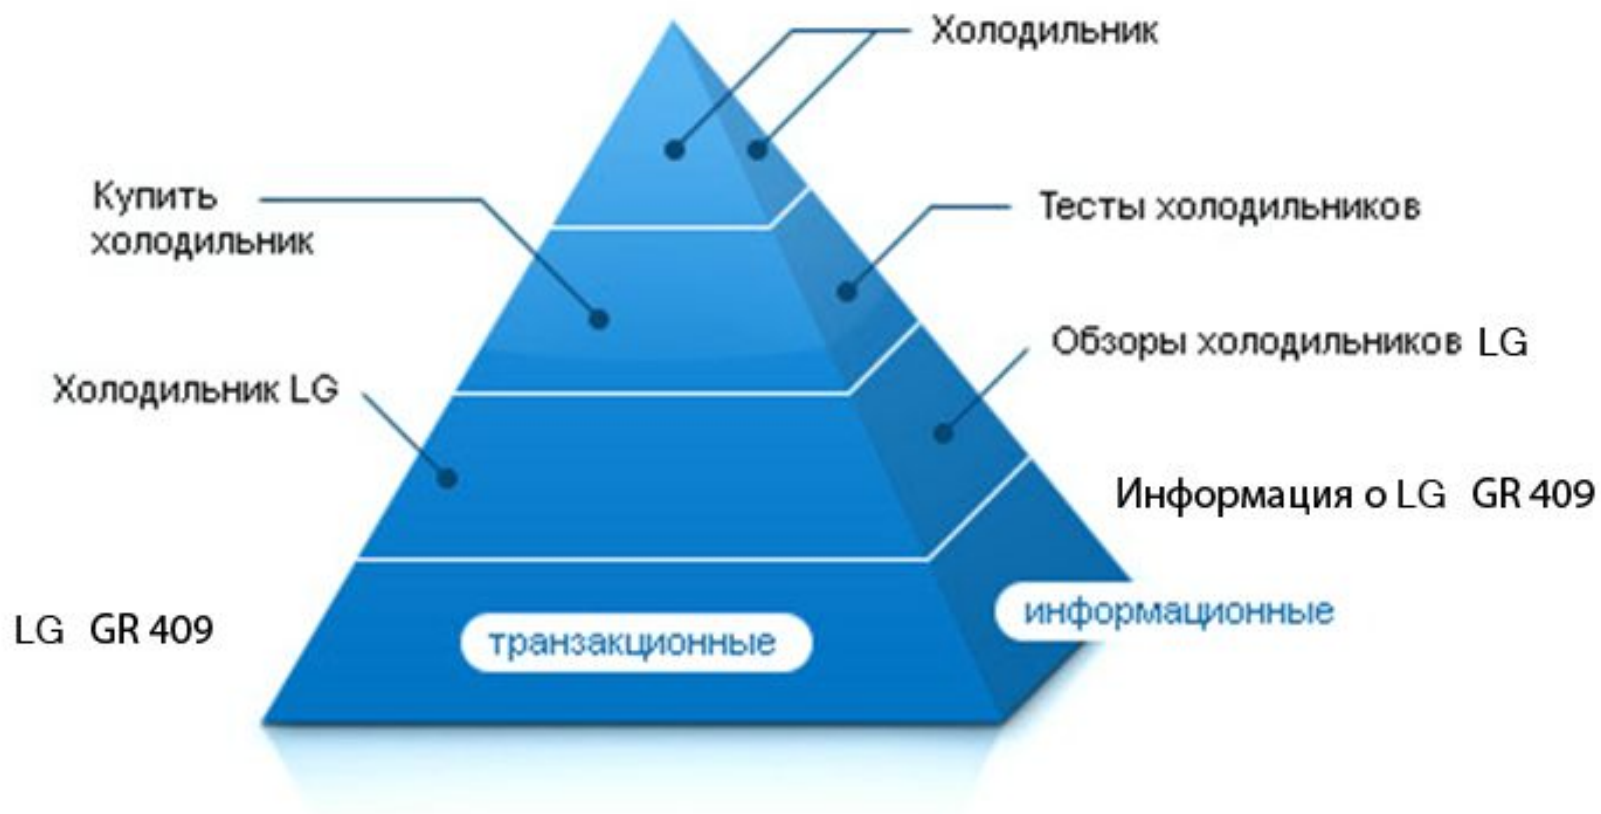 Холодильник
Купить
холодильник
Тесты холодильников
Обзоры холодильников LG
Холодильник LG
Информация о LG GR 409
информационные
LG GR 409
транзакционные